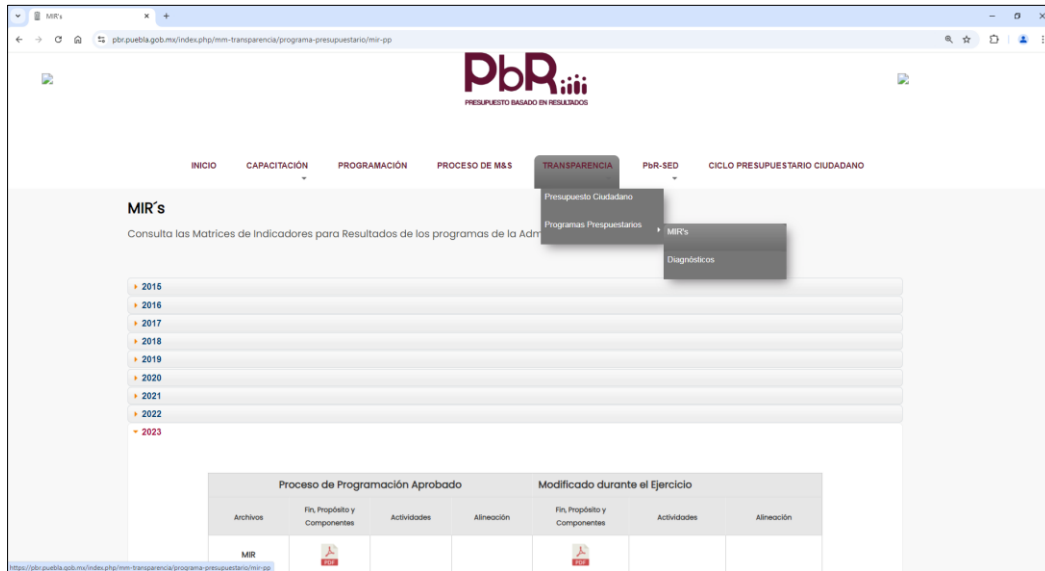 MIR's
pbr.puebla.gob.mx/index.php/mm-transparencia/programa-presupuestario/mir-pp
PbR
PRESUPUESTO BASADO EN RESULTADOS
INICIO CAPACITACIÓN PROGRAMACIÓN PROCESO DE M&S TRANSPARENCIA PbR-SED CICLO PRESUPUESTARIO CIUDADANO
Presupuesto Ciudadano
Programas Prespuestarios
MIR's
Diagnósticos
MIR´s
Consulta las Matrices de Indicadores para Resultados de los programas de la Adm
2015
2016
2017
2018
2019
2020
2021
2022
2023
Proceso de Programación Aprobado Modificado durante el Ejercicio
Archivos Fin, Propósito y Componentes Actividades Alineación Fin, Propósito y Componentes Actividades Alineación
MIR PDF PDF
https://pbr.puebla.gob.mx/index.php/mm-transparencia/programa-presupuestario/mir-pp